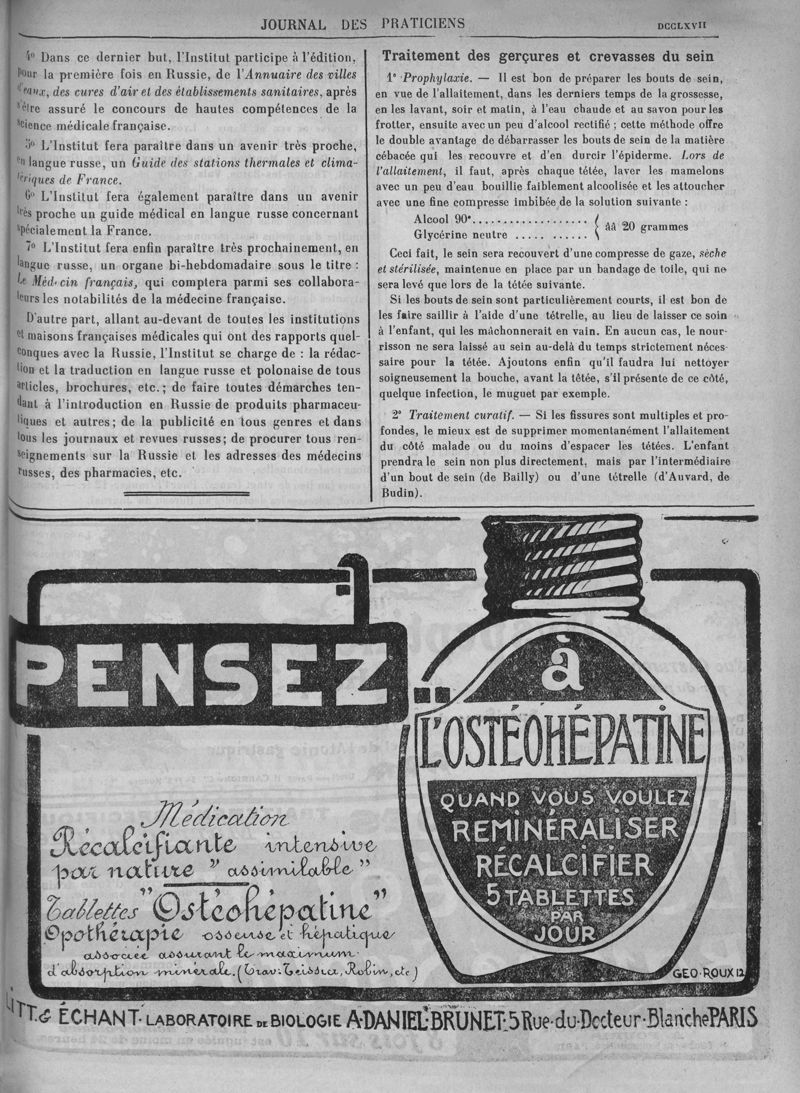 JOURNAL DES PRATICIENS
DCCLXVII
4º Dans ce dernier but, l'Institut participe à l'édition,
pour la première fois en Russie, de l'Annuaire des villes
d'eaux, des cures d'air et des établissements sanitaires, après
s'être assuré le concours de hautes compétences de la
science médicale française.
5º L'Institut fera paraître dans un avenir très proche,
en langue russe, un Guide des stations thermales et clima-
tériques de France.
6º L'Institut fera également paraître dans un avenir
très proche un guide médical en langue russe concernant
spécialement la France.
7º L'Institut fera enfin paraître très prochainement, en
langue russe, un organe bi-hebdomadaire sous le titre :
Le Médecin français, qui comptera parmi ses collabora-
teurs les notabilités de la médecine française.
D'autre part, allant au-devant de toutes les institutions
et maisons françaises médicales qui ont des rapports quel-
conques avec la Russie, l'Institut se charge de : la rédac-
tion et la traduction en langue russe et polonaise de tous
articles, brochures, etc. ; de faire toutes démarches ten-
dant à l'introduction en Russie de produits pharmaceu-
tiques et autres ; de la publicité en tous genres et dans
tous les journaux et revues russes ; de procurer tous ren-
seignements sur la Russie et les adresses des médecins
russes, des pharmacies, etc.
Traitement des gerçures et crevasses du sein
1º Prophylaxie. — Il est bon de préparer les bouts de sein,
en vue de l'allaitement, dans les derniers temps de la grossesse,
en les lavant, soir et matin, à l'eau chaude et au savon pour les
frotter, ensuite avec un peu d'alcool rectifié ; cette méthode offre
le double avantage de débarrasser les bouts de sein de la matière
cébacée qui les recouvre et d'en durcir l'épiderme. Lors de
l'allaitement, il faut, après chaque tétée, laver les mamelons
avec un peu d'eau bouillie faiblement alcoolisée et les attoucher
avec une fine compresse imbibée de la solution suivante :
Alcool 90º.................. ( áá 20 grammes
Glycérine neutre ..... ........... (
Ceci fait, le sein sera recouvert d'une compresse de gaze, sèche
et stérilisée, maintenue en place par un bandage de toile, qui ne
sera levé que lors de la tétée suivante.
Si les bouts de sein sont particulièrement courts, il est bon de
les faire saillir à l'aide d'une tétrelle, au lieu de laisser ce soin
à l'enfant, qui les mâchonnerait en vain. En aucun cas, le nour-
risson ne sera laissé au sein au-delà du temps strictement néces-
saire pour la tétée. Ajoutons enfin qu'il faudra lui nettoyer
soigneusement la bouche, avant la têtée, s'il présente de ce côté,
quelque infection, le muguet par exemple.
2º Traitement curatif. — Si les fissures sont multiples et pro-
fondes, le mieux est de supprimer momentanément l'allaitement
du côté malade ou du moins d'espacer les tétées. L'enfant
prendra le sein non plus directement, mais par l'intermédiaire
d'un bout de sein (de Bailly) ou d'une tétrelle (d'Auvard, de
Budin).
PENSEZ
à
L'OSTÉOHÉPATINE
QUAND VOUS VOULEZ
REMINÉRALISER
RÉCALCIFIER
5 TABLETTES
PAR
JOUR
Médication
Récalcifiante intensive
par nature "assimilable"
Tablettes "Ostéohépatine"
Opothérapie osseuse et hépatique
associée assurant le maximum
d'absorption minérale. (Trav: Teissier, Robin, etc)
GEO-ROUX 12
LITT. & ÉCHANT. LABORATOIRE DE BIOLOGIE A. DANIEL-BRUNET. 5 Rue du Docteur-Blanche PARIS